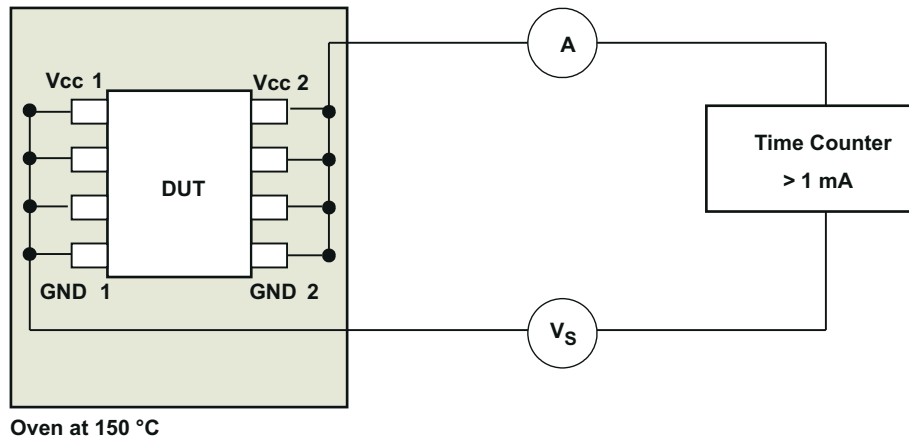 A
Vcc 1
Vcc 2
Time Counter
> 1 mA
DUT
GND 1
GND 2
VS
Oven at 150 °C